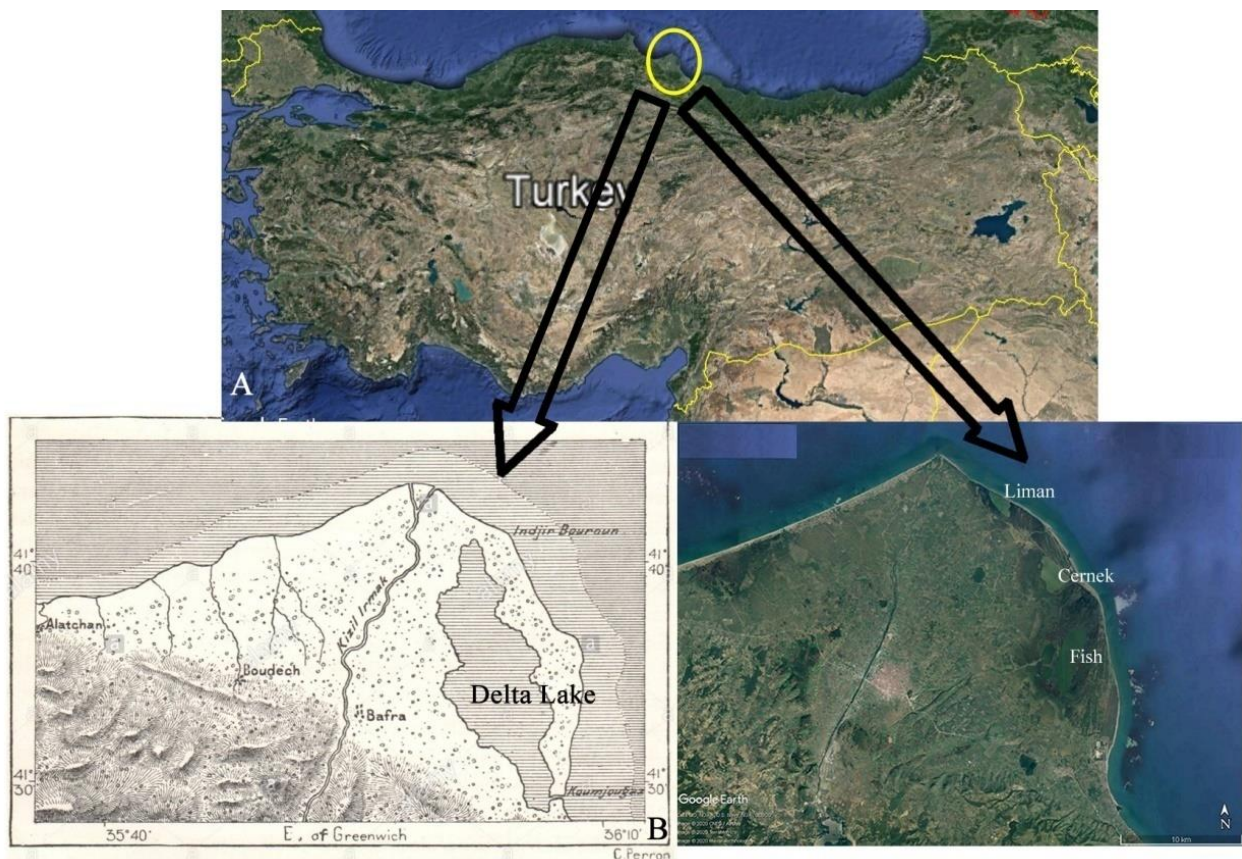 Turkey
A
Liman
Cernek
Fish
Indjir Bouroun
41°
40'
41°
40'
Kizil Irmak
Alatchan
Boudech
Bafra
Delta Lake
41°
30'
41°
30'
Google Earth
35°40'
E. of Greenwich
36°10'
B
C. Perron
N
10 km